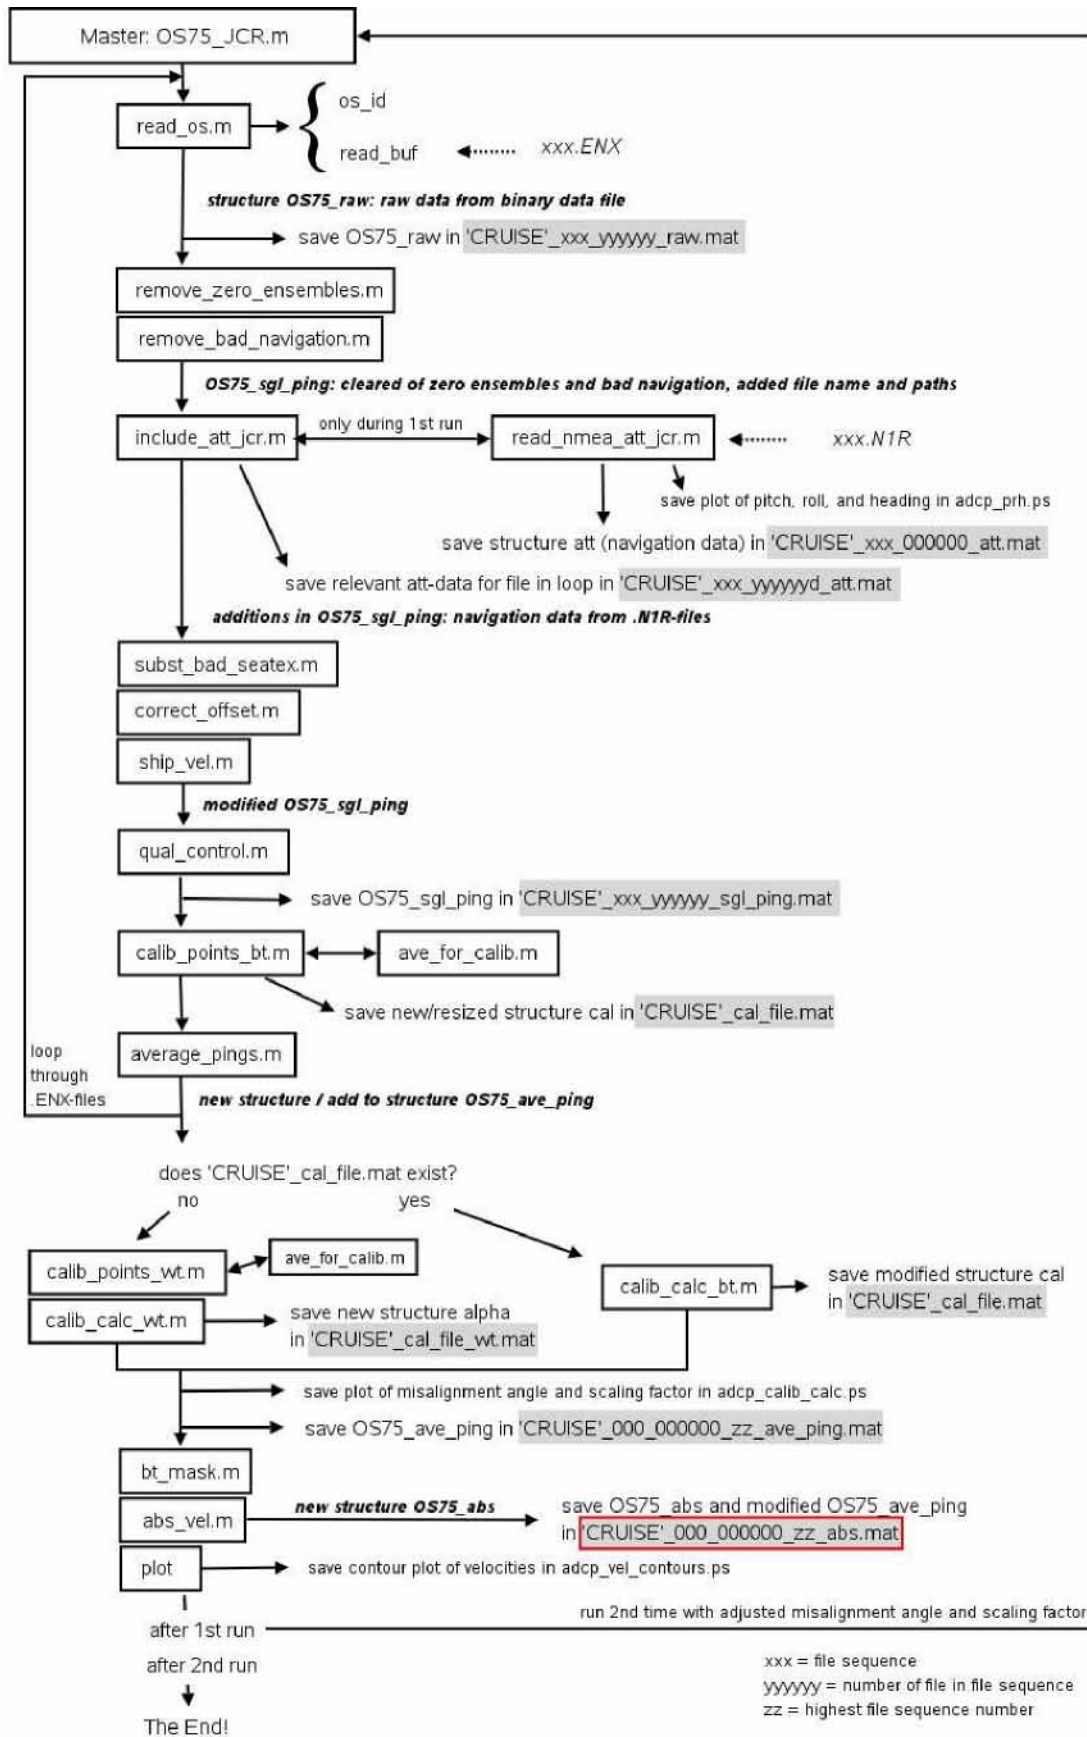 Master: OS75_JCR.m
read_os.m
os_id
read_buf
xxx.ENX
structure OS75_raw: raw data from binary data file
save OS75_raw in 'CRUISE'_xxx_yyyyyy_raw.mat
remove_zero_ensembles.m
remove_bad_navigation.m
OS75_sgl_ping: cleared of zero ensembles and bad navigation, added file name and paths
include_att_jcr.m
only during 1st run
read_nmea_att_jcr.m
xxx.N1R
save plot of pitch, roll, and heading in adcp_prh.ps
save structure att (navigation data) in 'CRUISE'_xxx_000000_att.mat
save relevant att-data for file in loop in 'CRUISE'_xxx_yyyyyyd_att.mat
additions in OS75_sgl_ping: navigation data from .N1R-files
subst_bad_seatex.m
correct_offset.m
ship_vel.m
modified OS75_sgl_ping
qual_control.m
save OS75_sgl_ping in 'CRUISE'_xxx_yyyyyy_sgl_ping.mat
calib_points_bt.m
ave_for_calib.m
save new/resized structure cal in 'CRUISE'_cal_file.mat
average_pings.m
loop
through
.ENX-files
new structure / add to structure OS75_ave_ping
does 'CRUISE'_cal_file.mat exist?
no yes
calib_points_wt.m
ave_for_calib.m
calib_calc_bt.m
save modified structure cal
in 'CRUISE'_cal_file.mat
calib_calc_wt.m
save new structure alpha
in 'CRUISE'_cal_file_wt.mat
save plot of misalignment angle and scaling factor in adcp_calib_calc.ps
save OS75_ave_ping in 'CRUISE'_000_000000_zz_ave_ping.mat
bt_mask.m
abs_vel.m
new structure OS75_abs
save OS75_abs and modified OS75_ave_ping
in 'CRUISE'_000_000000_zz_abs.mat
plot
save contour plot of velocities in adcp_vel_contours.ps
after 1st run
run 2nd time with adjusted misalignment angle and scaling factor
after 2nd run
The End!
xxx = file sequence
yyyyyy = number of file in file sequence
zz = highest file sequence number